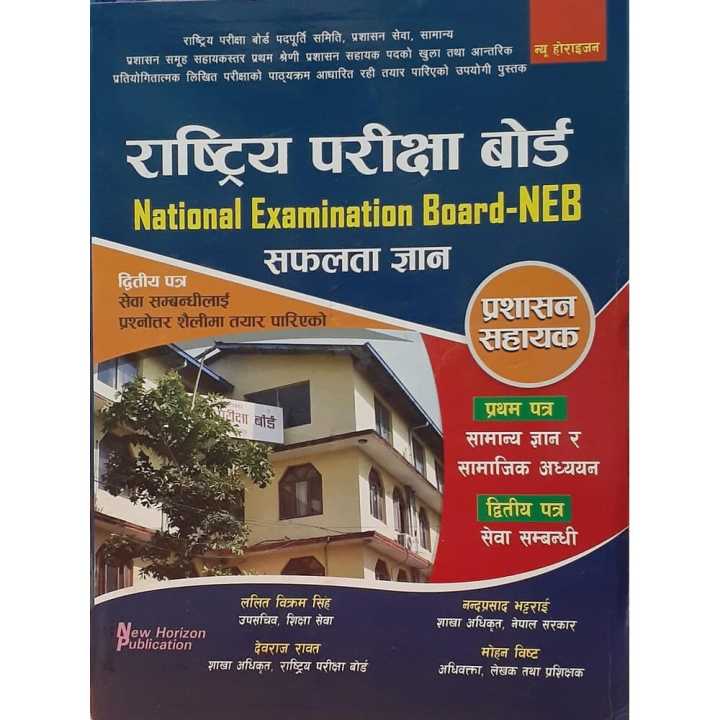 राष्ट्रिय परीक्षा बोर्ड पदपूर्ति समिति, प्रशासन सेवा, सामान्य
प्रशासन समूह सहायकस्तर प्रथम श्रेणी प्रशासन सहायक पदको खुला तथा आन्तरिक
प्रतियोगितात्मक लिखित परीक्षाको पाठ्यक्रम आधारित रही तयार पारिएको उपयोगी पुस्तक
न्यू होराइजन
राष्ट्रिय परीक्षा बोर्ड
National Examination Board-NEB
सफलता ज्ञान
द्वितीय पत्र
सेवा सम्बन्धीलाई
प्रश्नोतर शैलीमा तयार पारिएको
प्रशासन
सहायक
परीक्षा बोर्ड
प्रथम पत्र
सामान्य ज्ञान र
सामाजिक अध्ययन
द्वितीय पत्र
सेवा सम्बन्धी
ललित विक्रम सिंह
उपसचिव, शिक्षा सेवा
देवराज रावत
शाखा अधिकृत, राष्ट्रिय परीक्षा बोर्ड
नन्दप्रसाद भट्टराई
शाखा अधिकृत, नेपाल सरकार
मोहन विष्ट
अधिवक्ता, लेखक तथा प्रशिक्षक
New Horizon
Publication